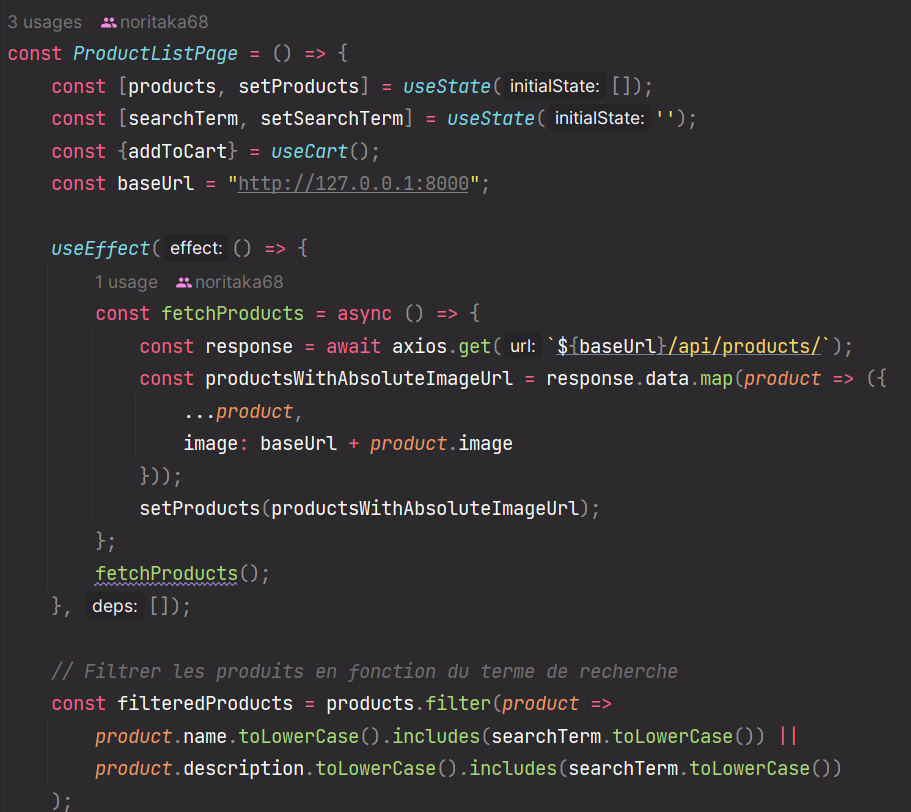 3 usages noritaka68
const ProductListPage = () => {
    const [products, setProducts] = useState( initialState: []);
    const [searchTerm, setSearchTerm] = useState( initialState: '');
    const {addToCart} = useCart();
    const baseUrl = "http://127.0.0.1:8000";

    useEffect( effect: () => {
        1 usage noritaka68
        const fetchProducts = async () => {
            const response = await axios.get( url: `${baseUrl}/api/products/`);
            const productsWithAbsoluteImageUrl = response.data.map(product => ({
                ...product,
                image: baseUrl + product.image
            }));
            setProducts(productsWithAbsoluteImageUrl);
        };
        fetchProducts();
    }, deps: []);

    // Filtrer les produits en fonction du terme de recherche
    const filteredProducts = products.filter(product =>
        product.name.toLowerCase().includes(searchTerm.toLowerCase()) ||
        product.description.toLowerCase().includes(searchTerm.toLowerCase())
    );